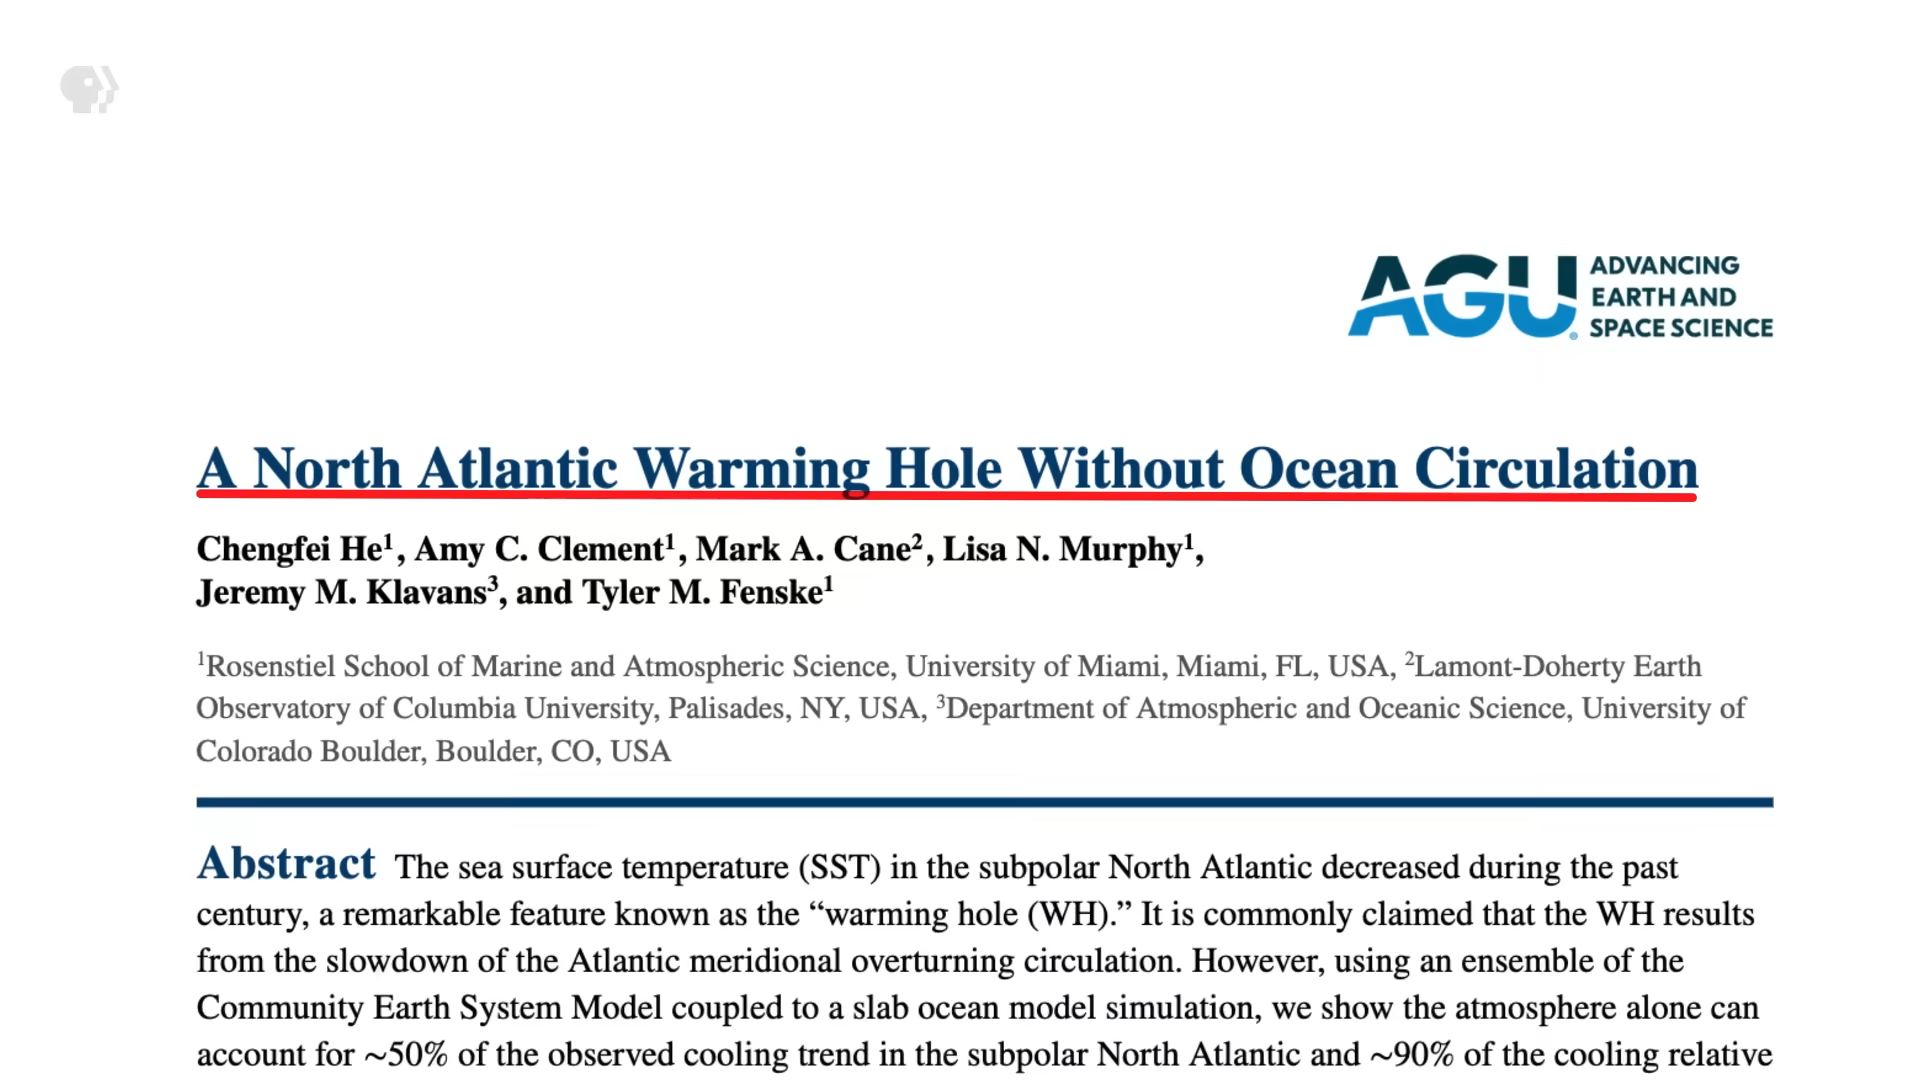 AGU ADVANCING
EARTH AND
SPACE SCIENCE
A North Atlantic Warming Hole Without Ocean Circulation
Chengfei He¹, Amy C. Clement¹, Mark A. Cane², Lisa N. Murphy¹,
Jeremy M. Klavans³, and Tyler M. Fenske¹
¹Rosenstiel School of Marine and Atmospheric Science, University of Miami, Miami, FL, USA, ²Lamont-Doherty Earth
Observatory of Columbia University, Palisades, NY, USA, ³Department of Atmospheric and Oceanic Science, University of
Colorado Boulder, Boulder, CO, USA
Abstract The sea surface temperature (SST) in the subpolar North Atlantic decreased during the past
century, a remarkable feature known as the “warming hole (WH).” It is commonly claimed that the WH results
from the slowdown of the Atlantic meridional overturning circulation. However, using an ensemble of the
Community Earth System Model coupled to a slab ocean model simulation, we show the atmosphere alone can
account for ~50% of the observed cooling trend in the subpolar North Atlantic and ~90% of the cooling relative